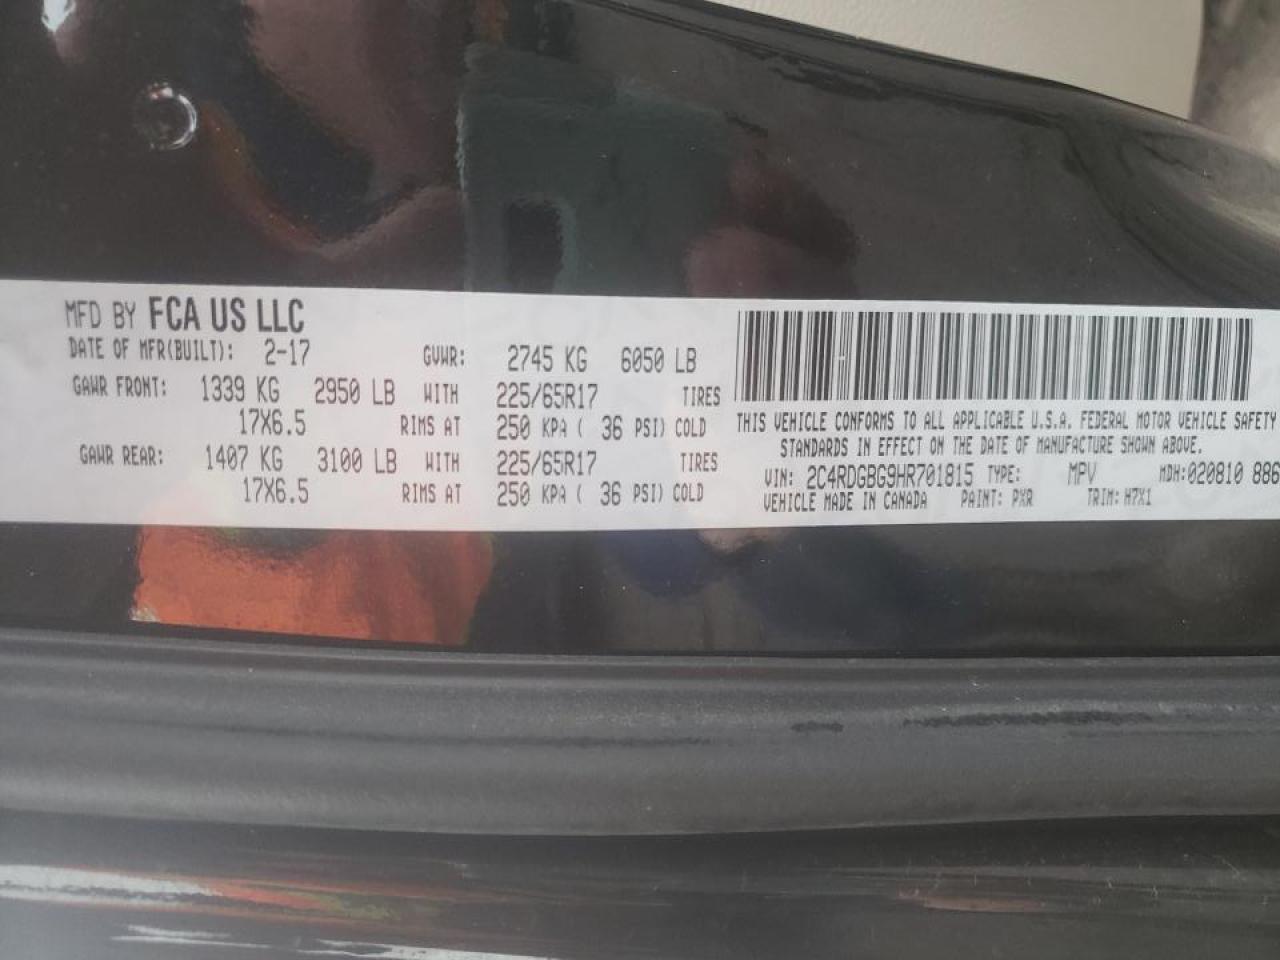 MFD BY FCA US LLC
DATE OF MFR(BUILT): 2-17 GVWR: 2745 KG 6050 LB
GAWR FRONT: 1339 KG 2950 LB WITH 225/65R17 TIRES
17X6.5 RIMS AT 250 KPA ( 36 PSI) COLD
GAWR REAR: 1407 KG 3100 LB WITH 225/65R17 TIRES
17X6.5 RIMS AT 250 KPA ( 36 PSI) COLD
THIS VEHICLE CONFORMS TO ALL APPLICABLE U.S.A. FEDERAL MOTOR VEHICLE SAFETY
STANDARDS IN EFFECT ON THE DATE OF MANUFACTURE SHOWN ABOVE.
VIN: 2C4RDGBG9HR701815 TYPE: MPV MDH:020810 886
VEHICLE MADE IN CANADA PAINT: PXR TRIM: H7X1